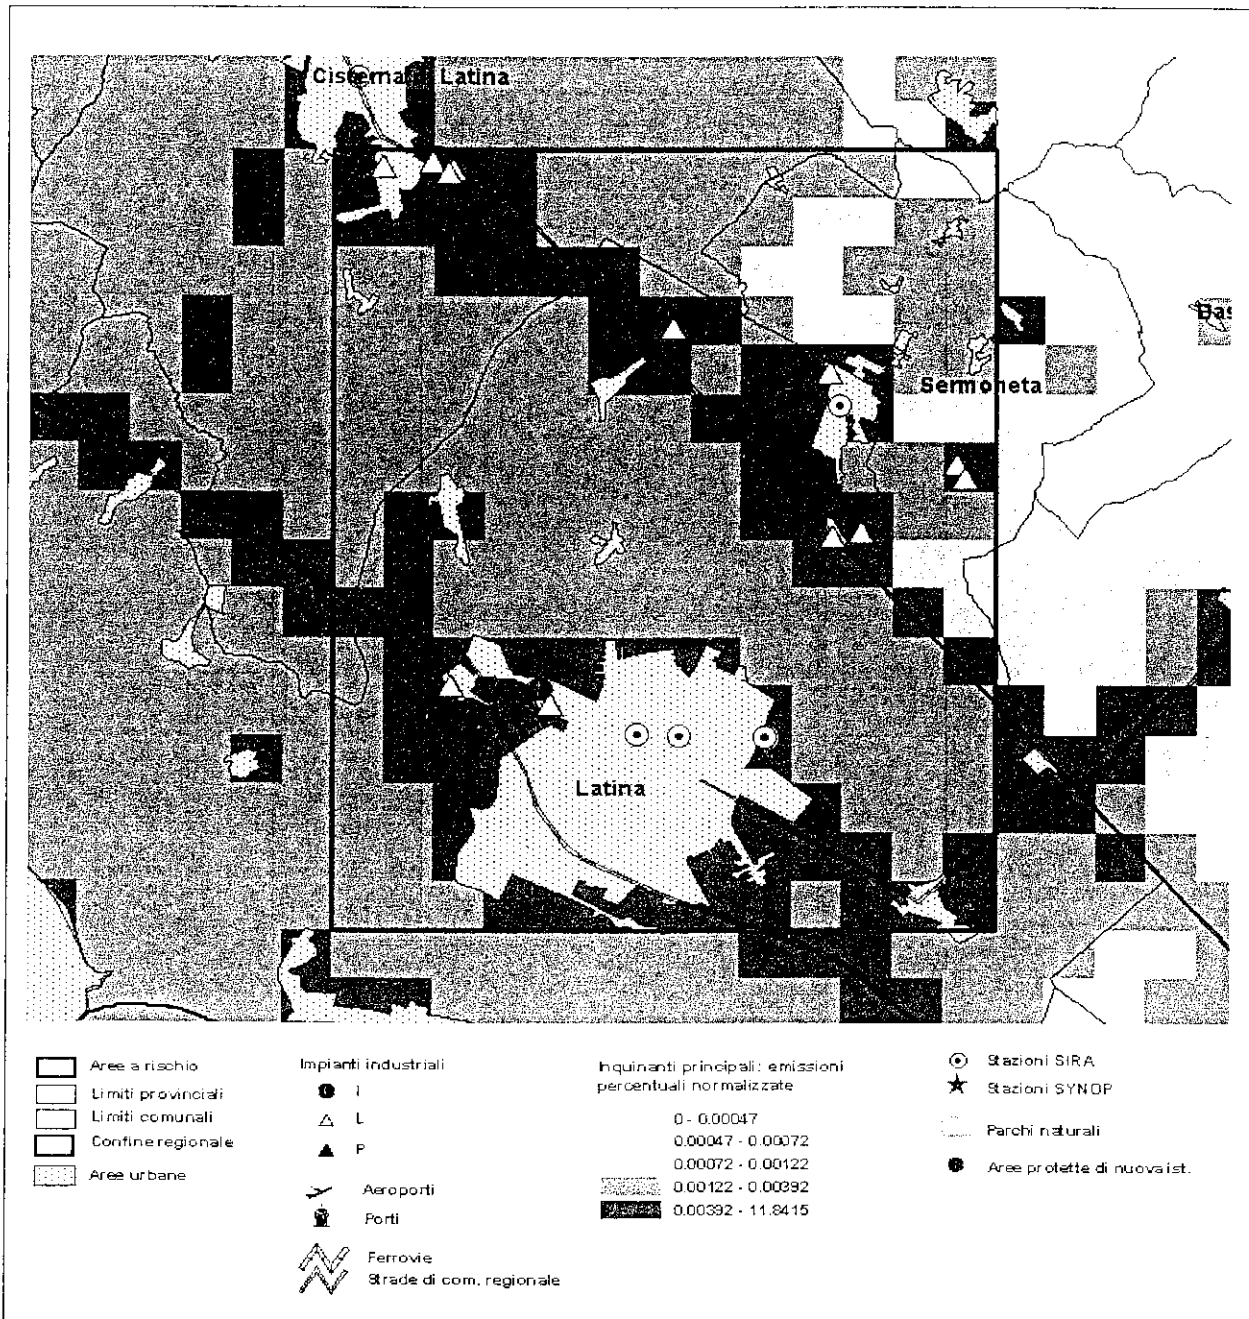 Cisterna di Latina
Bas
Sermoneta
Latina
Aree a rischio
Limiti provinciali
Limiti comunali
Confine regionale
Aree urbane
Impianti industriali
I
L
P
Aeroporti
Porti
Ferrovie
Strade di com. regionale
Inquinanti principali: emissioni
percentuali normalizzate
0 - 0.00047
0.00047 - 0.00072
0.00072 - 0.00122
0.00122 - 0.00392
0.00392 - 11.8415
Stazioni SIRA
Stazioni SYNOP
Parchi naturali
Aree protette di nuova ist.